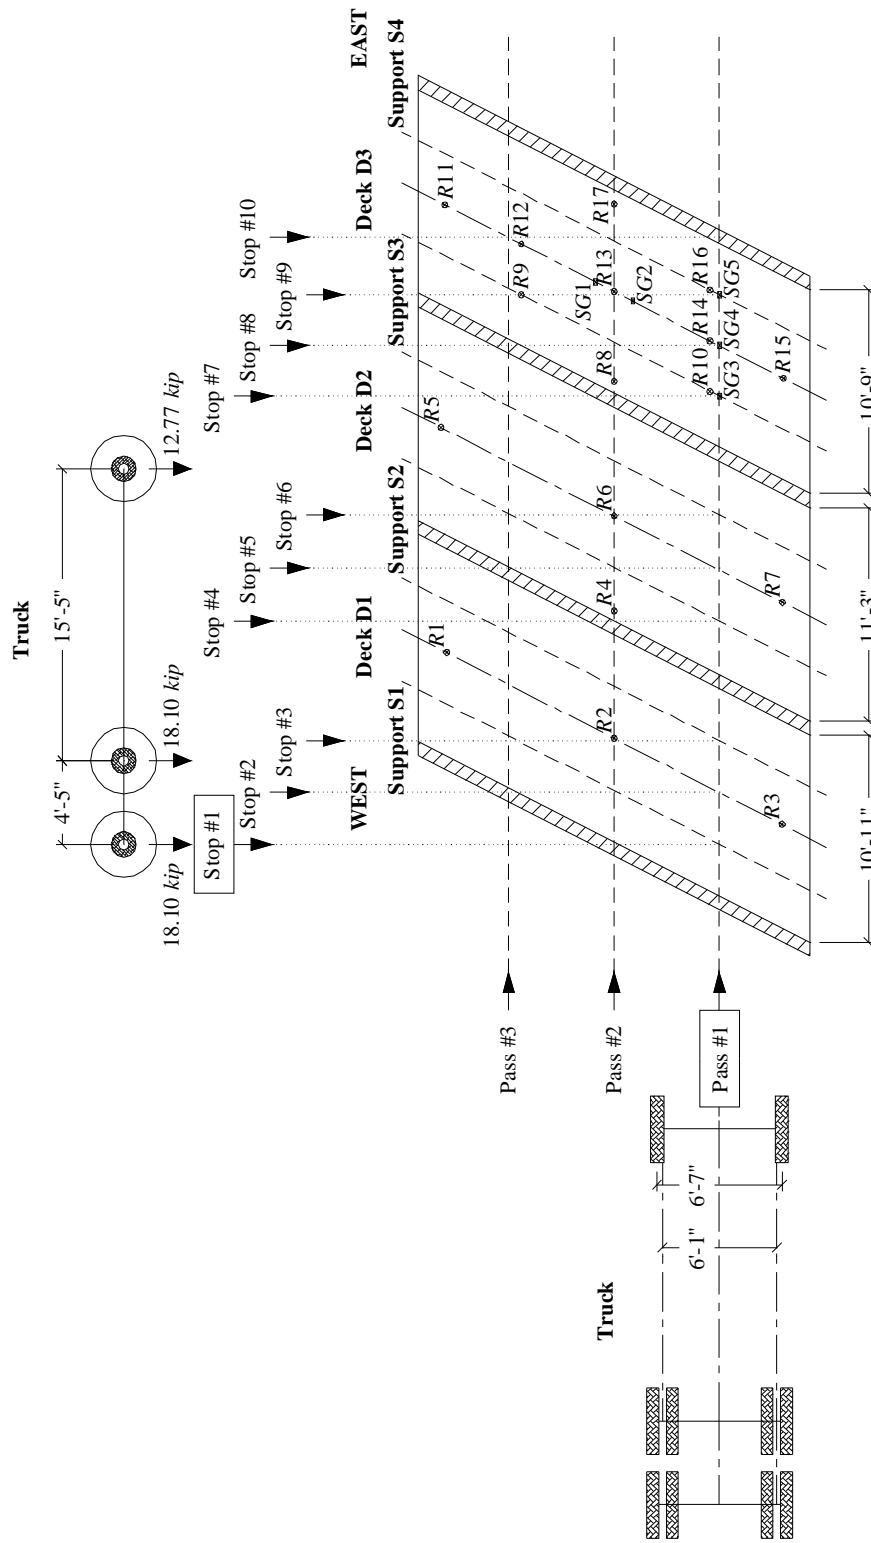 Truck
4'-5"
15'-5"
18.10 kip
18.10 kip
12.77 kip
Stop #1
Stop #2
Stop #3
Stop #4
Stop #5
Stop #6
Stop #7
Stop #8
Stop #9
Stop #10
WEST
EAST
Support S1
Deck D1
Support S2
Deck D2
Support S3
Deck D3
Support S4
R1
R2
R3
R4
R5
R6
R7
R8
R9
R10
R11
R12
R13
R14
R15
R16
R17
SG1
SG2
SG3
SG4
SG5
Pass #3
Pass #2
Pass #1
Truck
6'-1"
6'-7"
10'-11"
11'-3"
10'-9"